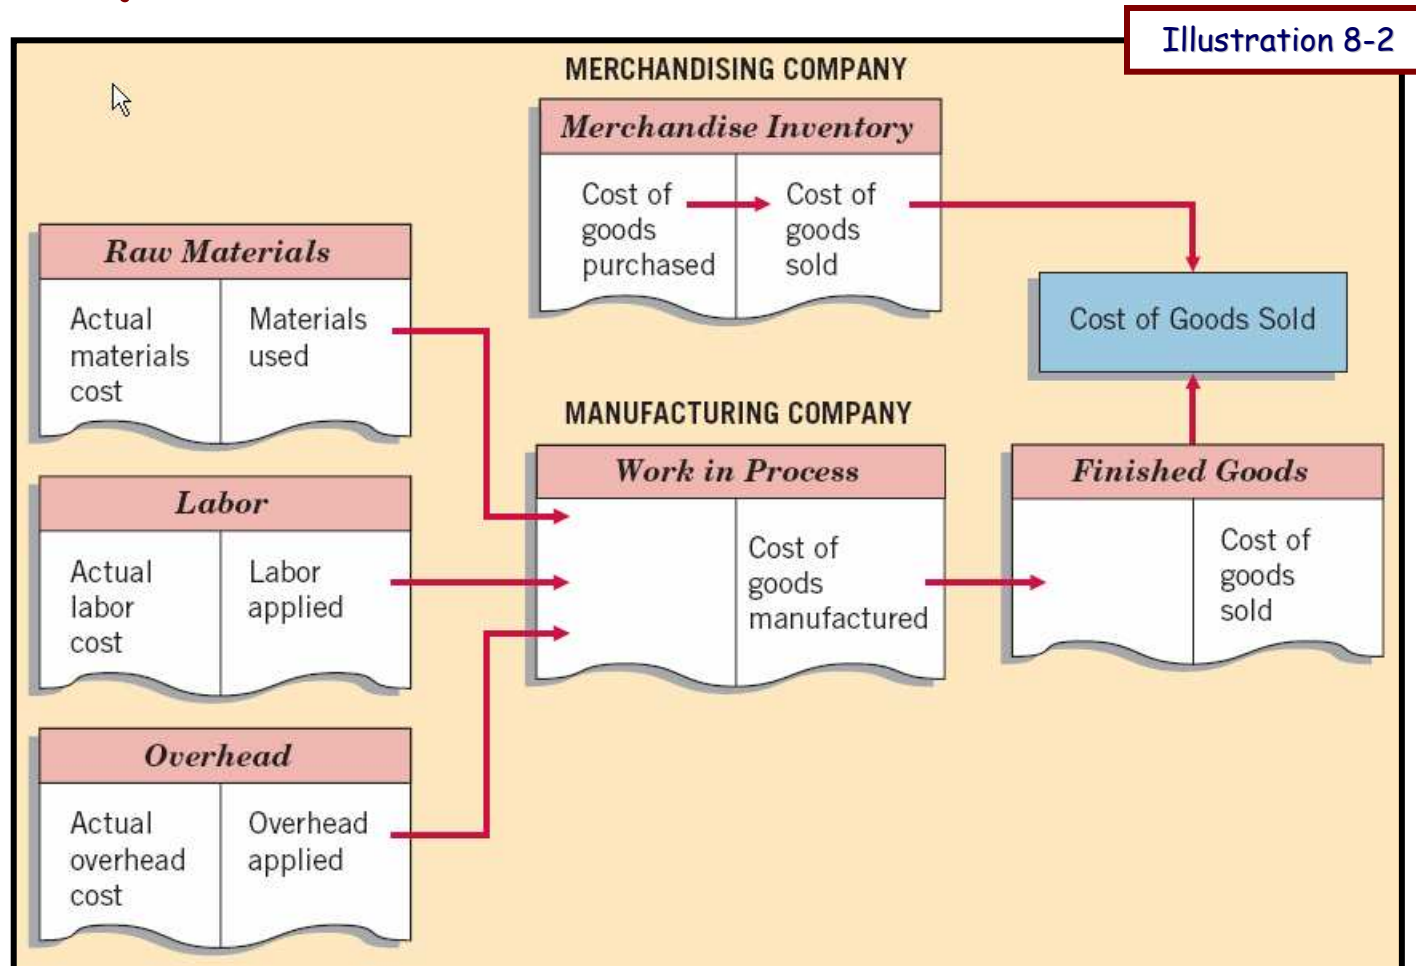 Illustration 8-2
MERCHANDISING COMPANY
Merchandise Inventory
Cost of
goods
purchased
Cost of
goods
sold
Raw Materials
Actual
materials
cost
Materials
used
Cost of Goods Sold
MANUFACTURING COMPANY
Labor
Actual
labor
cost
Labor
applied
Work in Process
Cost of
goods
manufactured
Finished Goods
Cost of
goods
sold
Overhead
Actual
overhead
cost
Overhead
applied